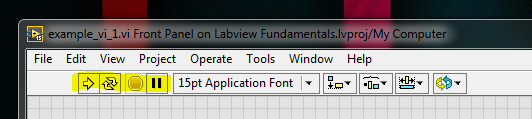 example_vi_1.vi Front Panel on Labview Fundamentals.lvproj/My Computer
File Edit View Project Operate Tools Window Help
15pt Application Font